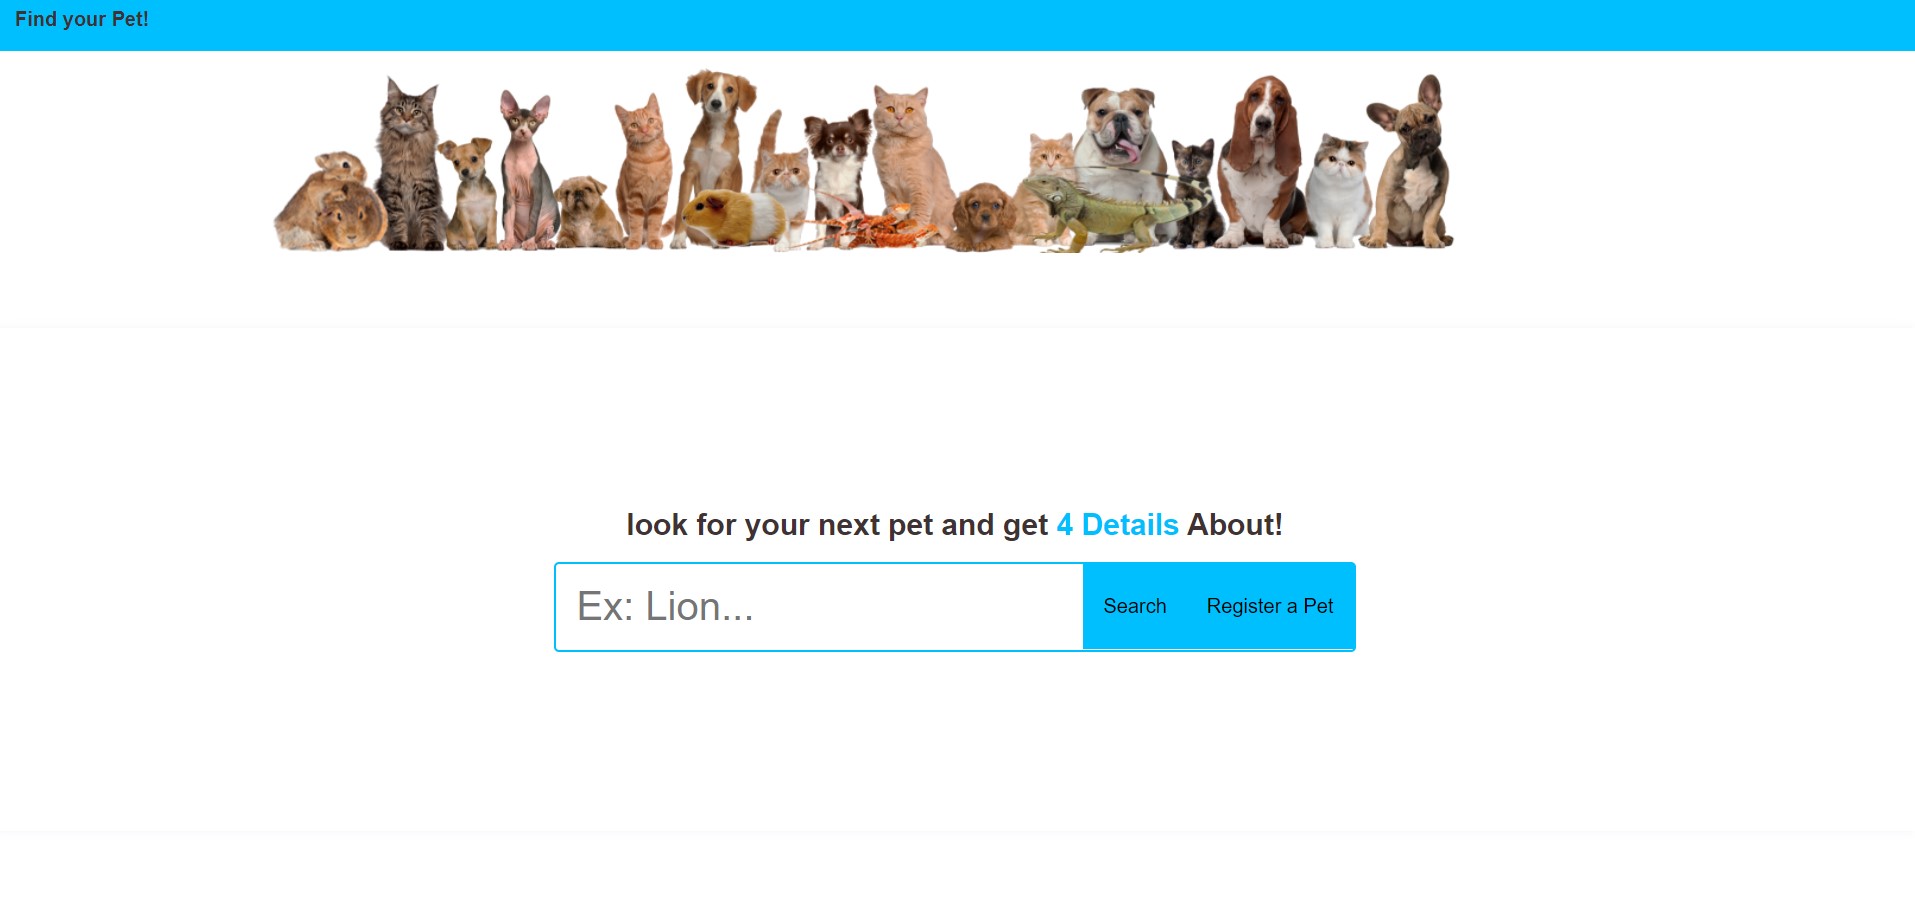 Find your Pet!
look for your next pet and get 4 Details About!
Ex: Lion... Search Register a Pet